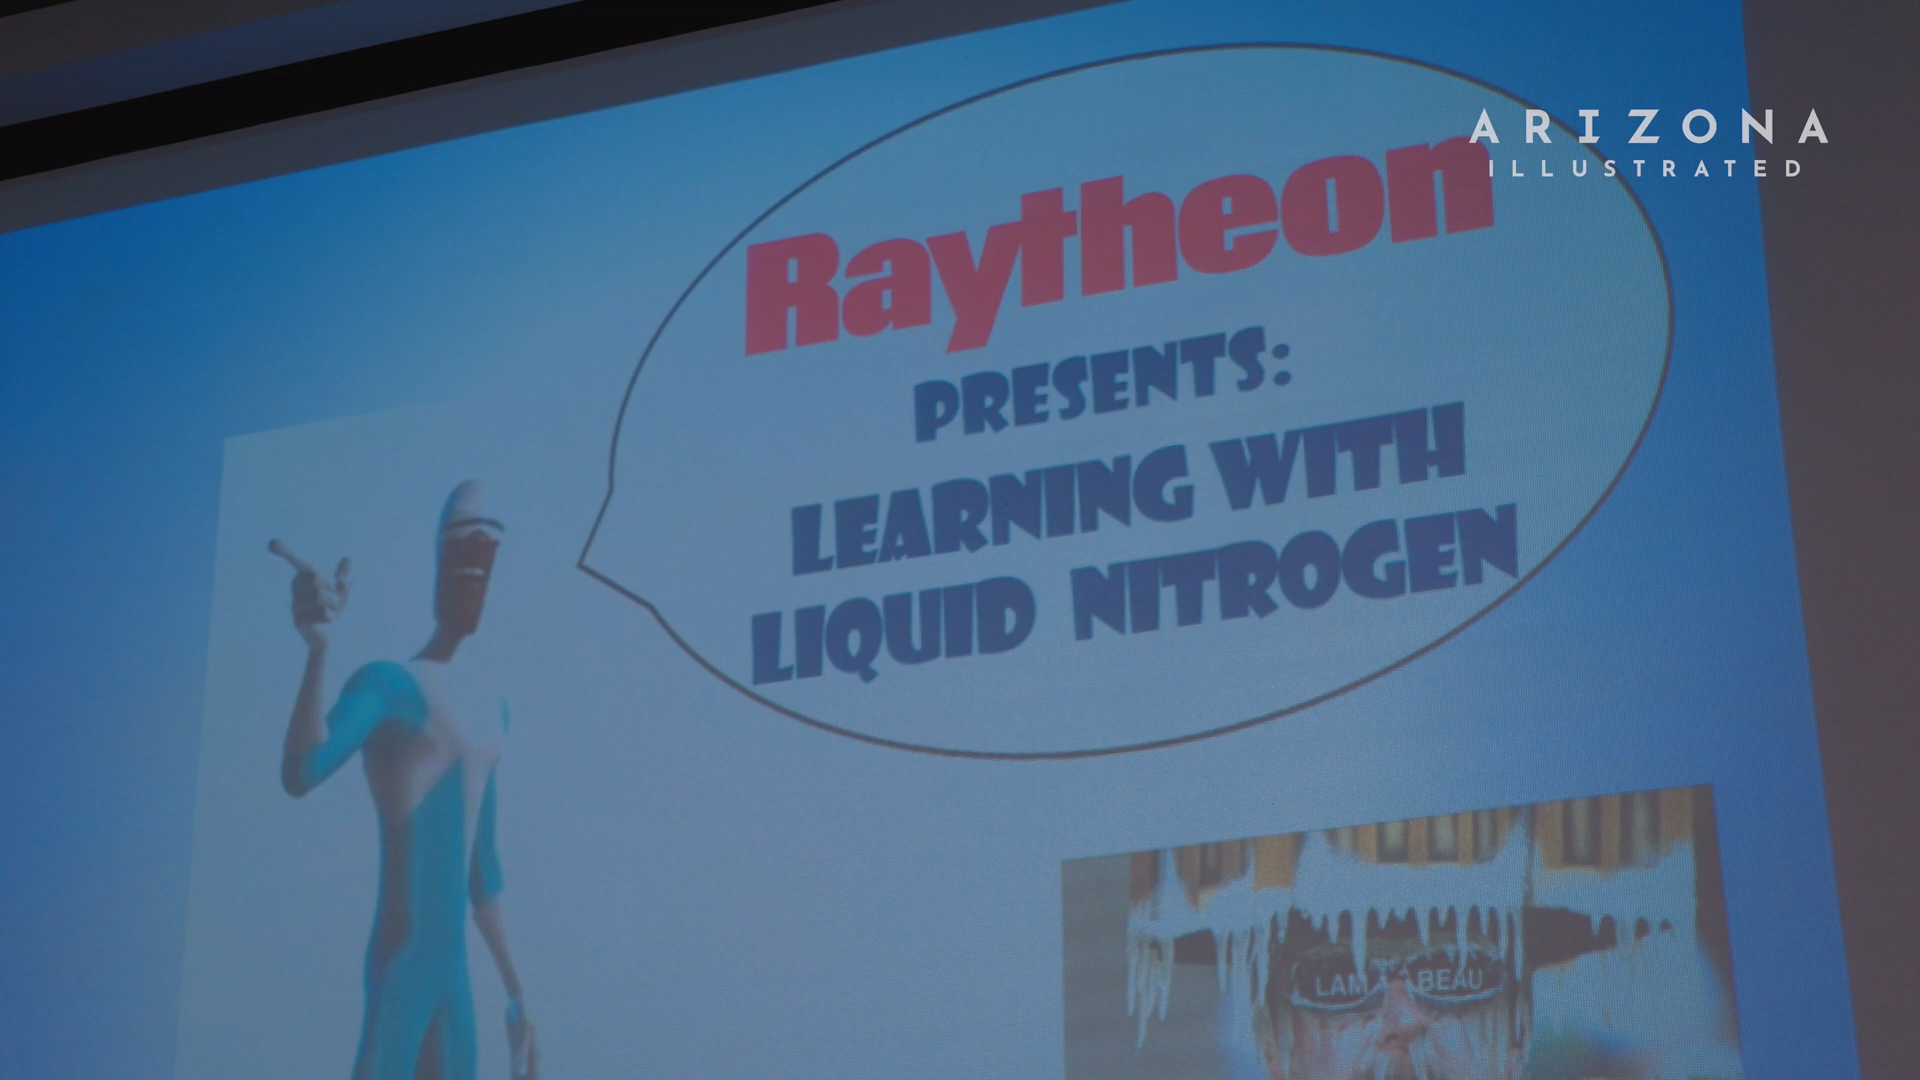 ARIZONA
ILLUSTRATED
Raytheon
PRESENTS:
LEARNING WITH
LIQUID NITROGEN